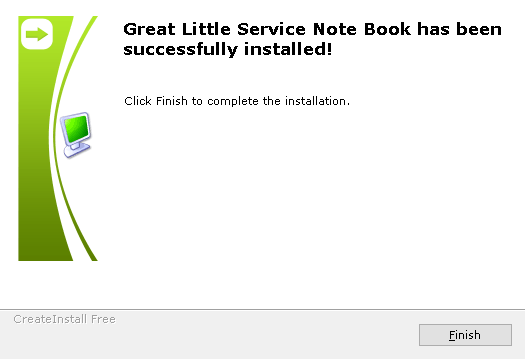 Great Little Service Note Book has been
successfully installed!
Click Finish to complete the installation.
CreateInstall Free
Finish